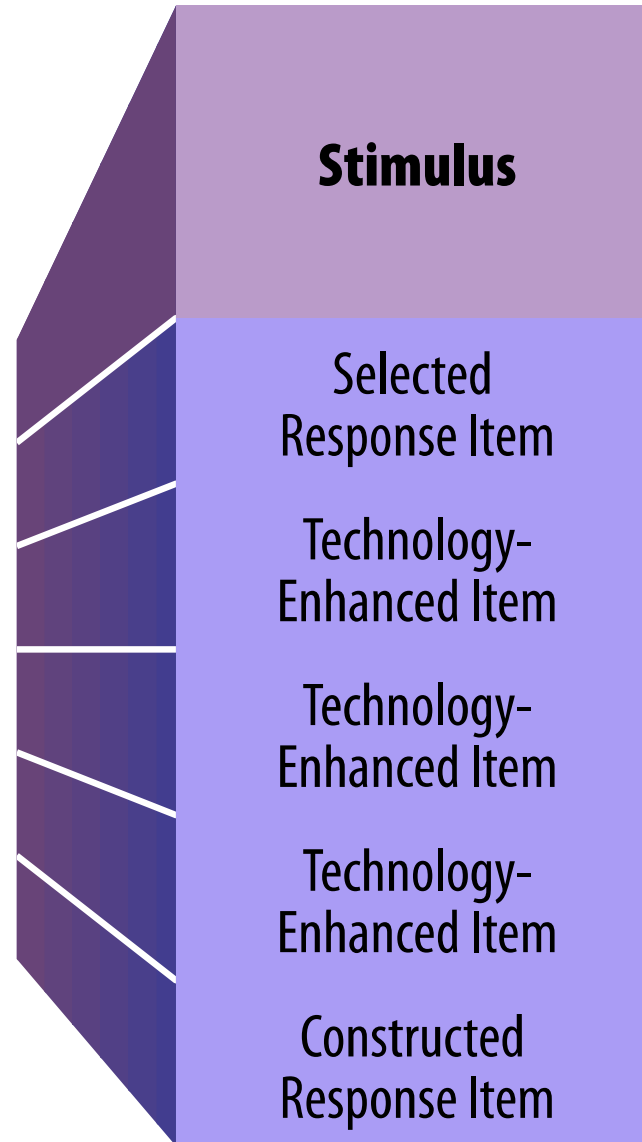 Stimulus
Selected
Response Item
Technology-
Enhanced Item
Technology-
Enhanced Item
Technology-
Enhanced Item
Constructed
Response Item